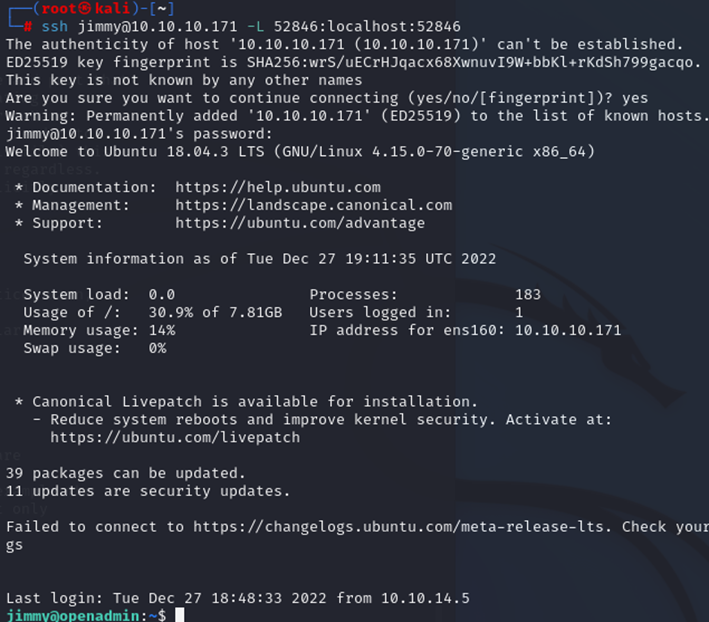 ┌──(root㉿kali)-[~]
└─# ssh jimmy@10.10.10.171 -L 52846:localhost:52846
The authenticity of host '10.10.10.171 (10.10.10.171)' can't be established.
ED25519 key fingerprint is SHA256:wrS/uECrHJqacx68XwnuvI9W+bbKl+rKdSh799gacqo.
This key is not known by any other names
Are you sure you want to continue connecting (yes/no/[fingerprint])? yes
Warning: Permanently added '10.10.10.171' (ED25519) to the list of known hosts.
jimmy@10.10.10.171's password:
Welcome to Ubuntu 18.04.3 LTS (GNU/Linux 4.15.0-70-generic x86_64)
* Documentation:  https://help.ubuntu.com
* Management:     https://landscape.canonical.com
* Support:        https://ubuntu.com/advantage
System information as of Tue Dec 27 19:11:35 UTC 2022
System load:  0.0               Processes:             183
Usage of /:   30.9% of 7.81GB   Users logged in:       1
Memory usage: 14%               IP address for ens160: 10.10.10.171
Swap usage:   0%
* Canonical Livepatch is available for installation.
- Reduce system reboots and improve kernel security. Activate at:
https://ubuntu.com/livepatch
39 packages can be updated.
11 updates are security updates.
Failed to connect to https://changelogs.ubuntu.com/meta-release-lts. Check your
gs
Last login: Tue Dec 27 18:48:33 2022 from 10.10.14.5
jimmy@openadmin:~$